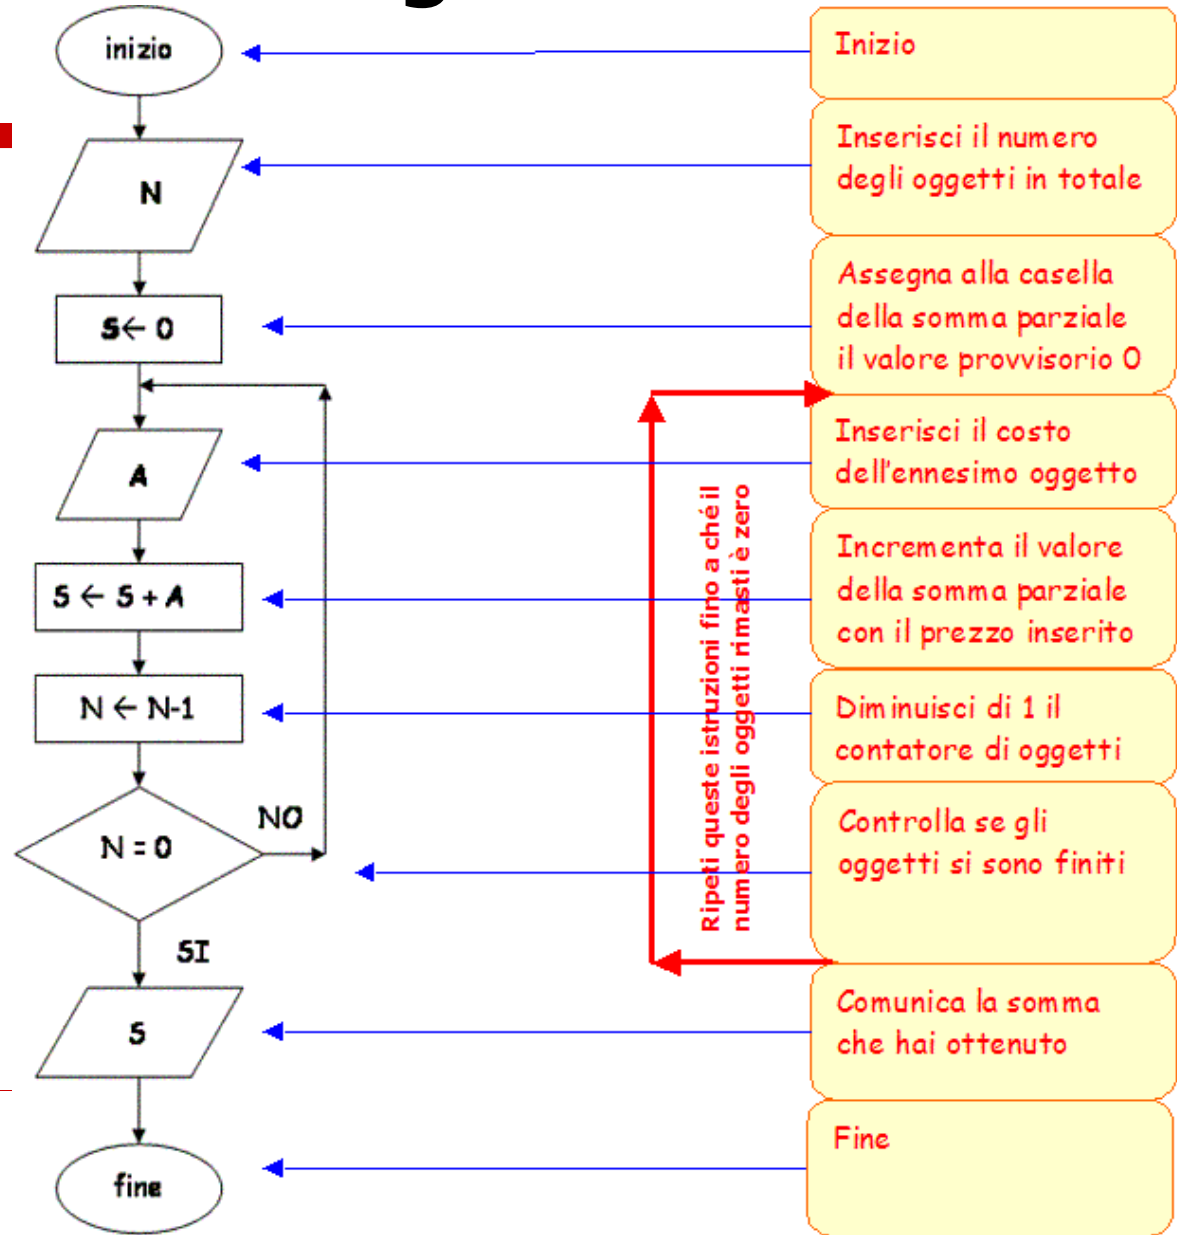 inizio
N
S← 0
A
S ← S + A
N ← N-1
N = 0
NO
SI
S
fine
Ripeti queste istruzioni fino a ché il
numero degli oggetti rimasti è zero
Inizio
Inserisci il numero
degli oggetti in totale
Assegna alla casella
della somma parziale
il valore provvisorio 0
Inserisci il costo
dell'ennesimo oggetto
Incrementa il valore
della somma parziale
con il prezzo inserito
Diminuisci di 1 il
contatore di oggetti
Controlla se gli
oggetti si sono finiti
Comunica la somma
che hai ottenuto
Fine